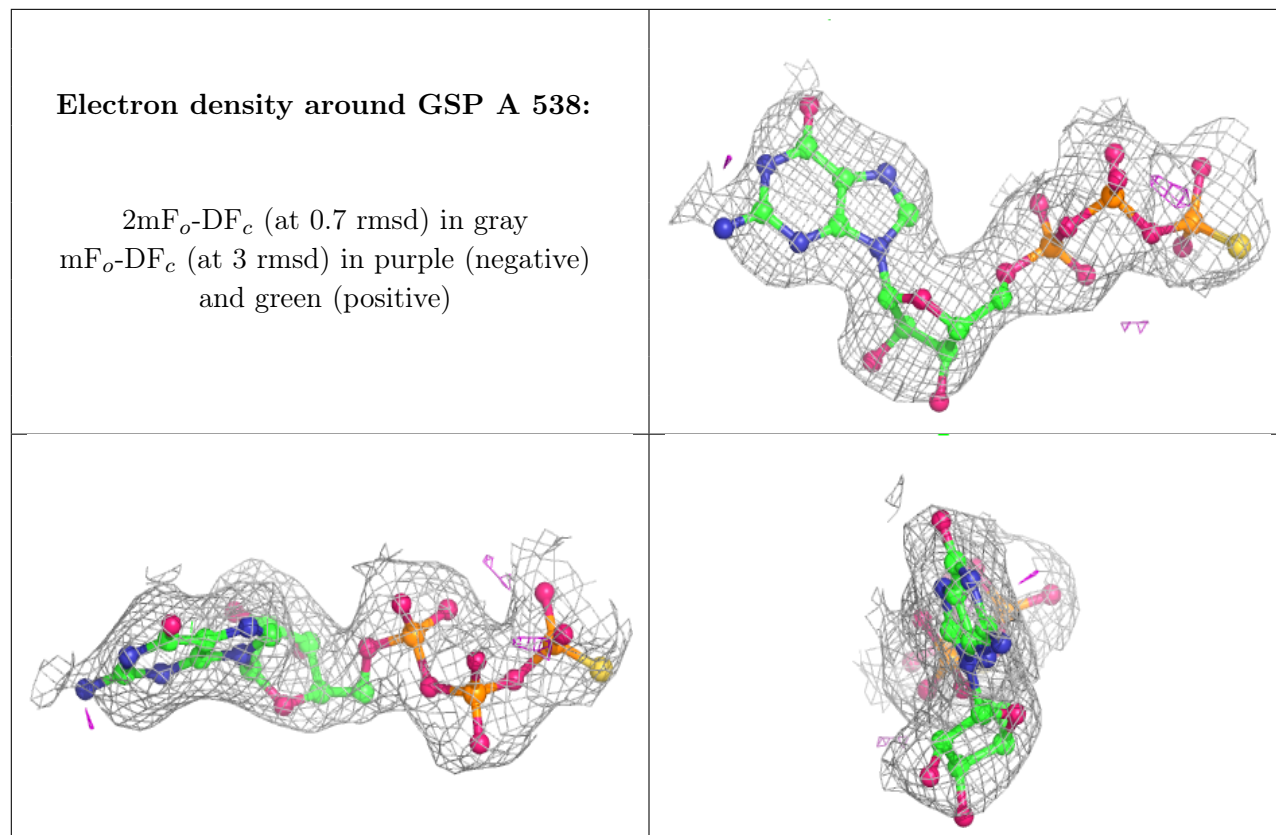 Electron density around GSP A 538:
2mFo-DFc (at 0.7 rmsd) in gray
mFo-DFc (at 3 rmsd) in purple (negative)
and green (positive)